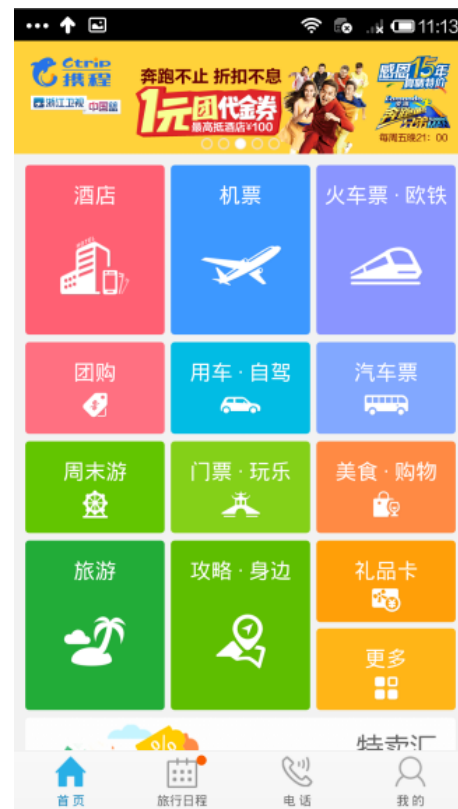 11:13
Ctrip
携程
浙江卫视 中国蓝
奔跑不止 折扣不息
1元团代金券
最高抵酒店¥100
感恩15年
每周五晚21：00
酒店
HOTEL
机票
火车票·欧铁
团购
用车·自驾
汽车票
周末游
门票·玩乐
美食·购物
旅游
攻略·身边
礼品卡
更多
特卖汇
首页
旅行日程
电话
我的